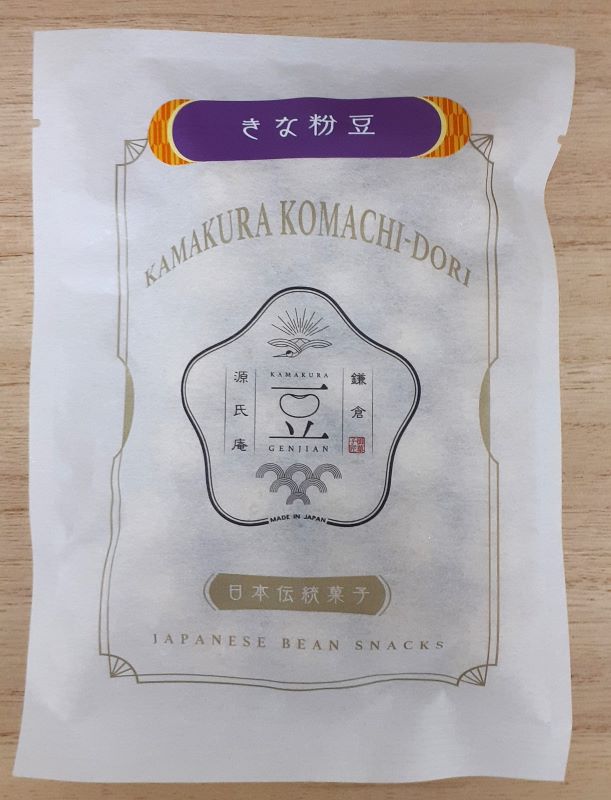 きな粉豆
KAMAKURA KOMACHI-DORI
鎌倉
KAMAKURA
豆
GENJIAN
源氏庵
MADE IN JAPAN
日本伝統菓子
JAPANESE BEAN SNACKS